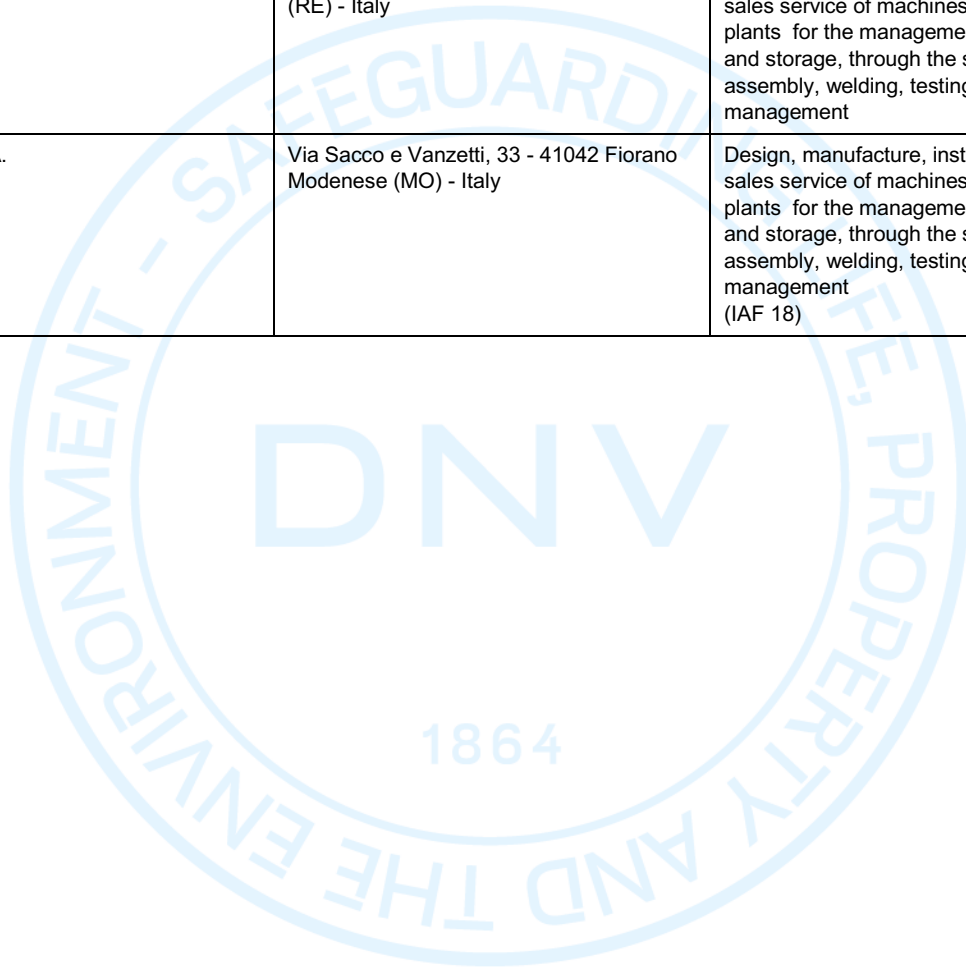 (RE) - Italy
sales service of machines
plants for the manageme
and storage, through the s
assembly, welding, testing
management
.
Via Sacco e Vanzetti, 33 - 41042 Fiorano
Modenese (MO) - Italy
Design, manufacture, inst
sales service of machines
plants for the manageme
and storage, through the s
assembly, welding, testing
management
(IAF 18)
SAFEGUARDING LIFE, PROPERTY AND THE ENVIRONMENT -
DNV
1864